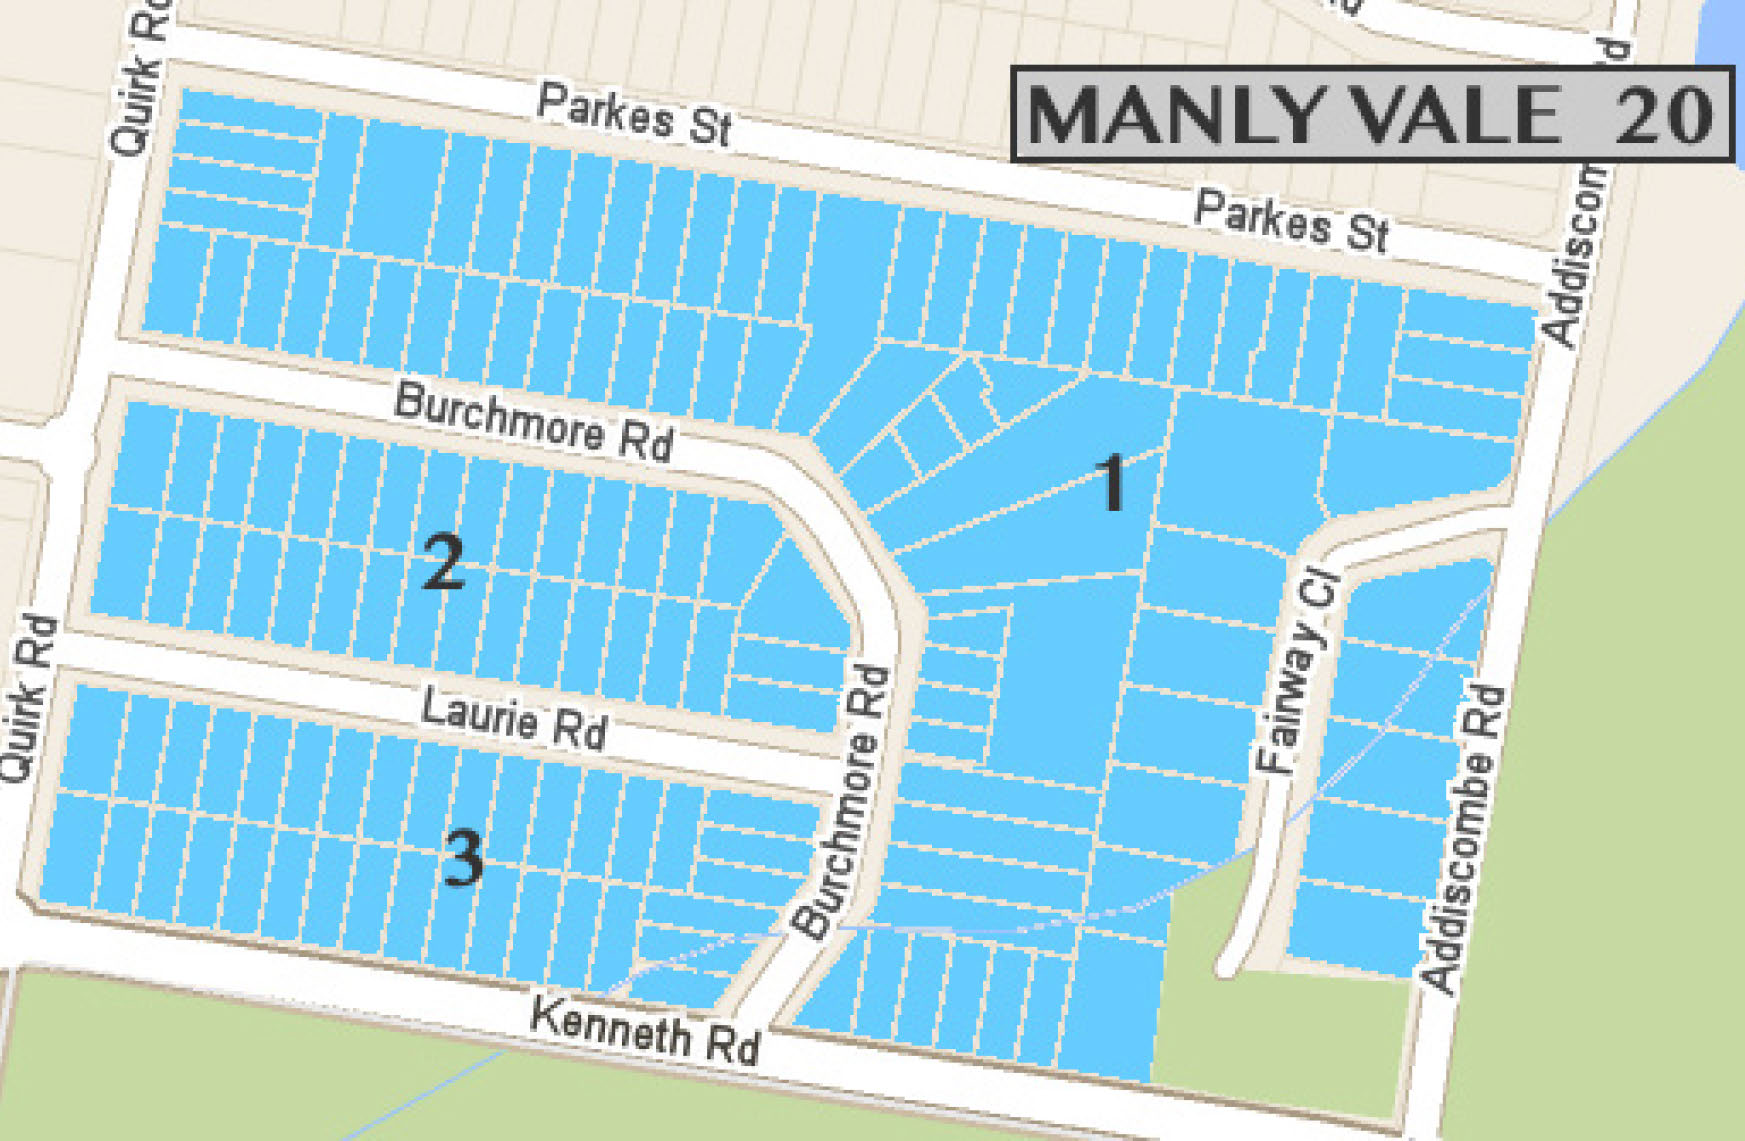 Quirk Rd
Parkes St
MANLY VALE 20
Parkes St
Addiscom
Burchmore Rd
1
2
Fairway Cl
Quirk Rd
Laurie Rd
Burchmore Rd
Addiscombe Rd
3
Kenneth Rd